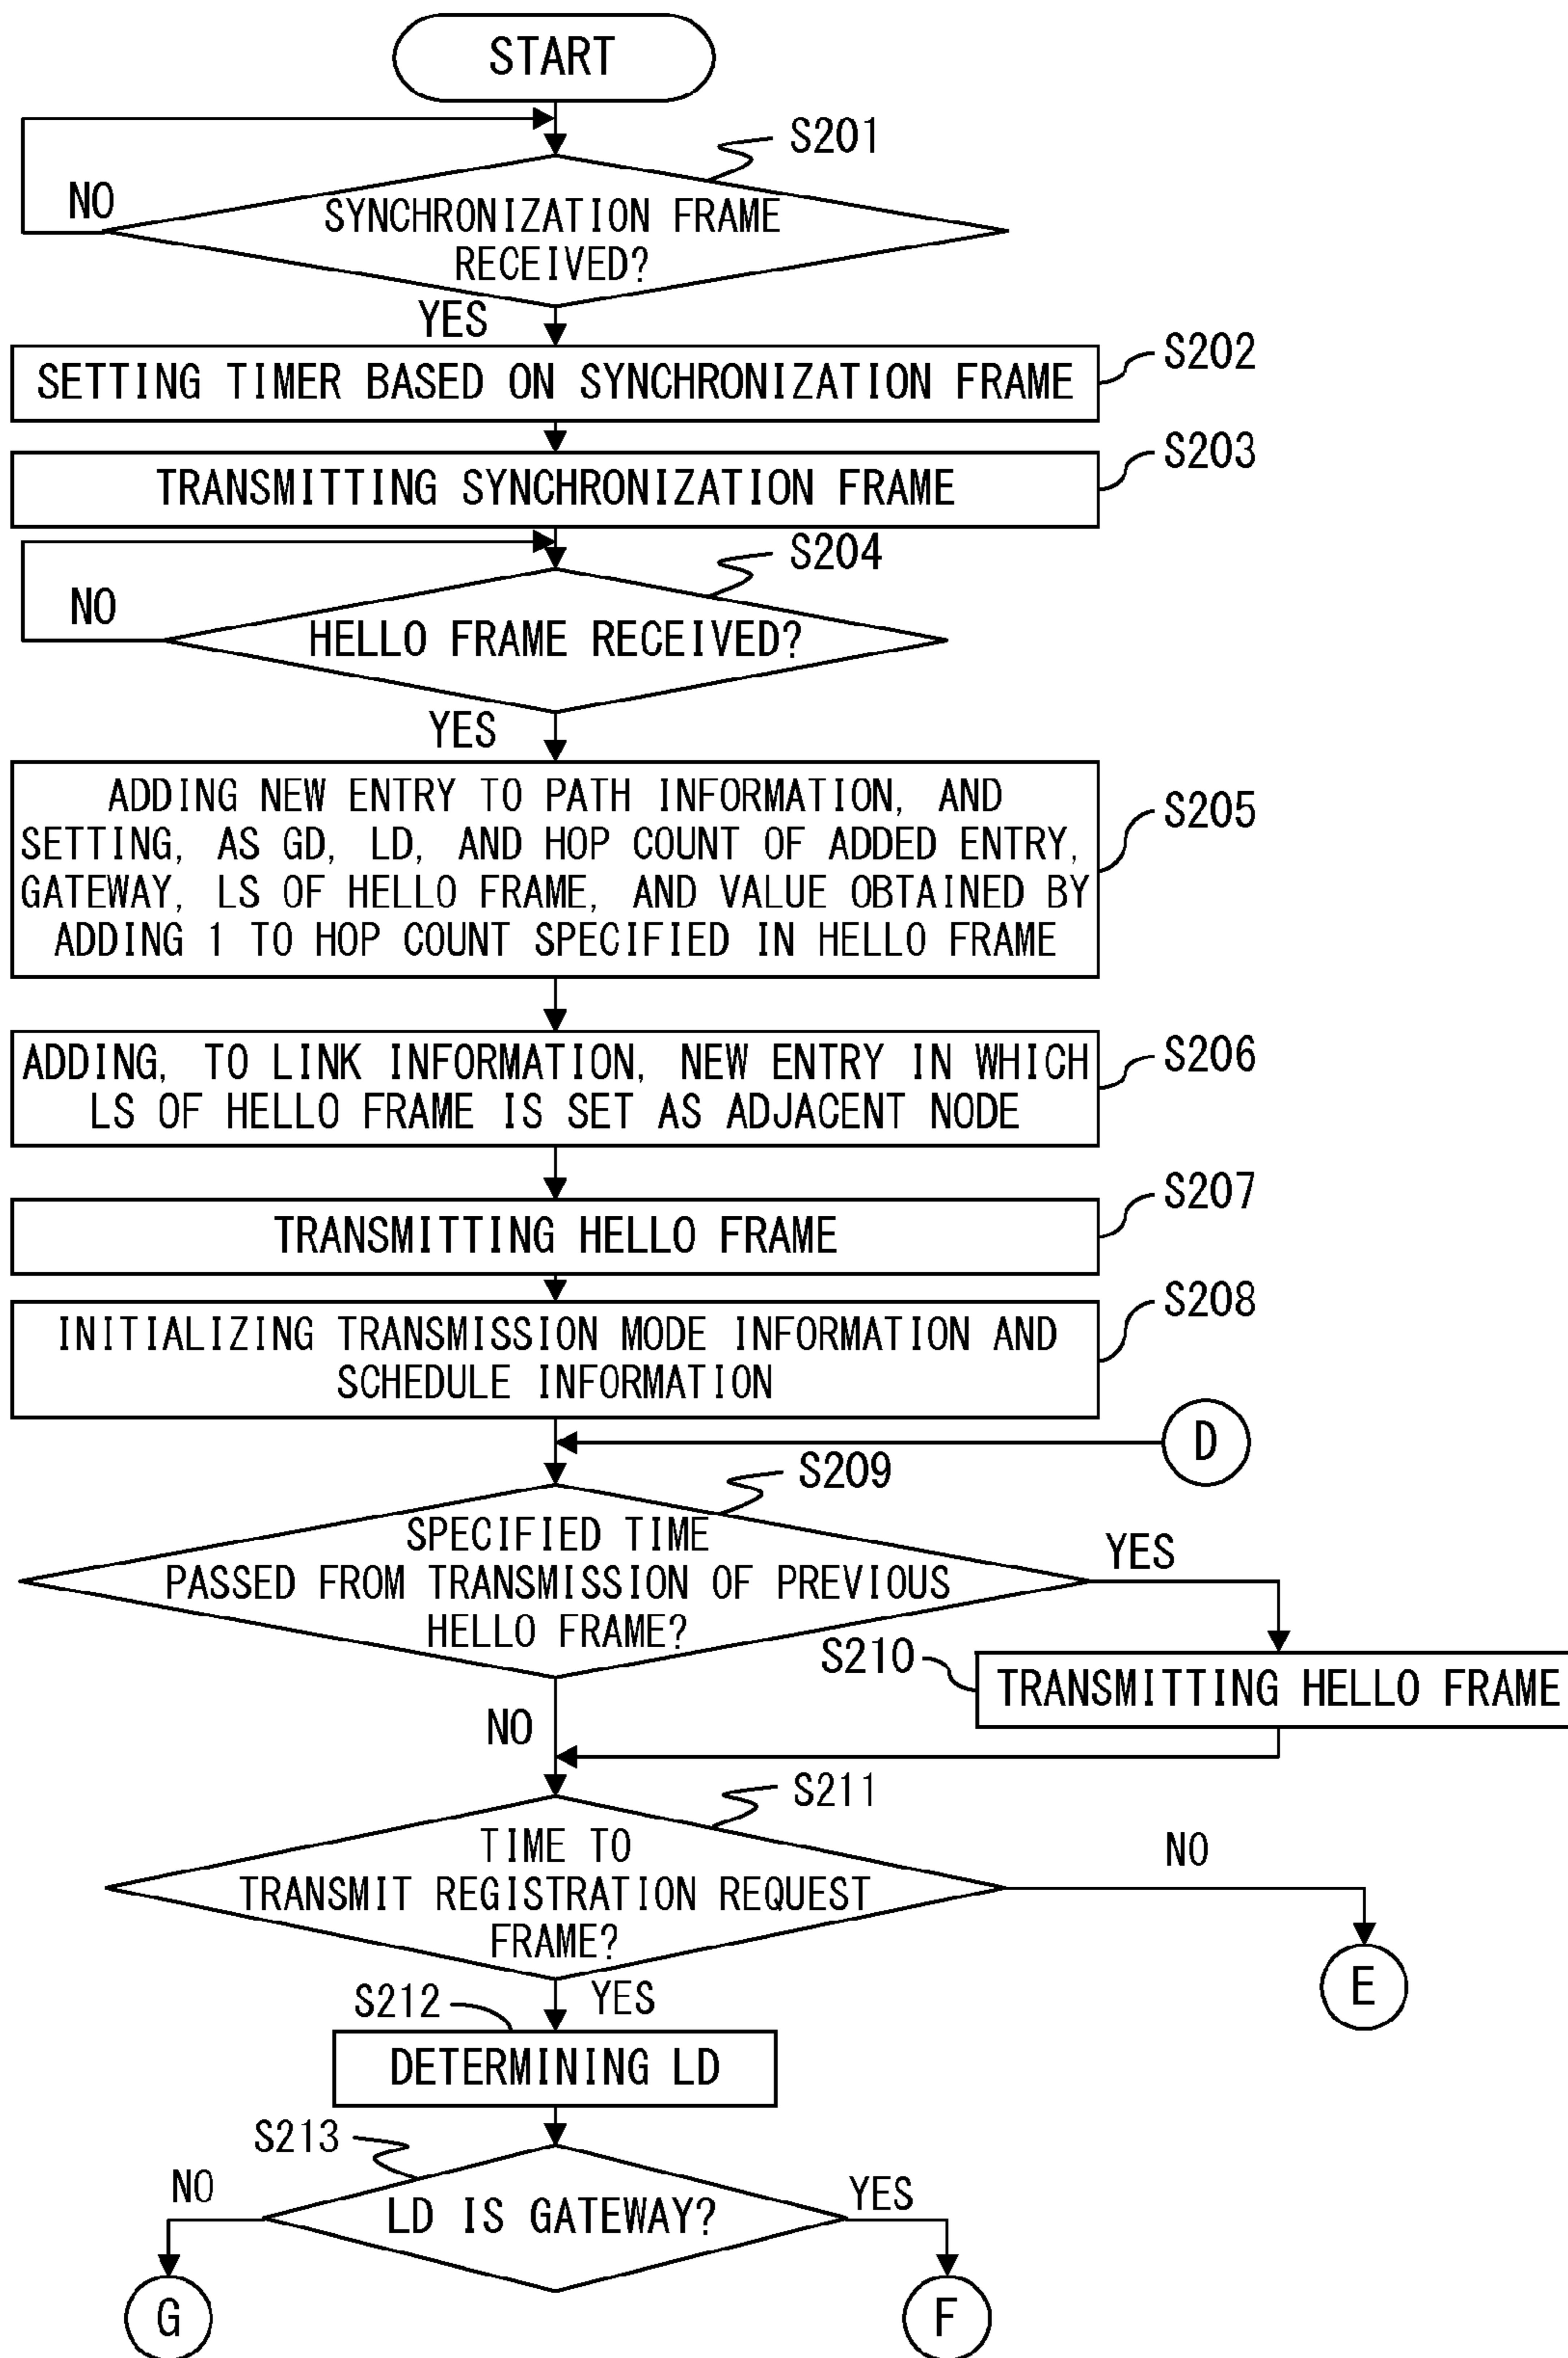 START
S201
NO
SYNCHRONIZATION FRAME
RECEIVED?
YES
S202
SETTING TIMER BASED ON SYNCHRONIZATION FRAME
S203
TRANSMITTING SYNCHRONIZATION FRAME
S204
NO
HELLO FRAME RECEIVED?
YES
ADDING NEW ENTRY TO PATH INFORMATION, AND
SETTING, AS GD, LD, AND HOP COUNT OF ADDED ENTRY,
GATEWAY, LS OF HELLO FRAME, AND VALUE OBTAINED BY
ADDING 1 TO HOP COUNT SPECIFIED IN HELLO FRAME
S205
ADDING, TO LINK INFORMATION, NEW ENTRY IN WHICH
LS OF HELLO FRAME IS SET AS ADJACENT NODE
S206
TRANSMITTING HELLO FRAME
S207
INITIALIZING TRANSMISSION MODE INFORMATION AND
SCHEDULE INFORMATION
S208
D
S209
SPECIFIED TIME
PASSED FROM TRANSMISSION OF PREVIOUS
HELLO FRAME?
YES
S210
TRANSMITTING HELLO FRAME
NO
S211
TIME TO
TRANSMIT REGISTRATION REQUEST
FRAME?
NO
E
YES
S212
DETERMINING LD
S213
NO
LD IS GATEWAY?
YES
G
F